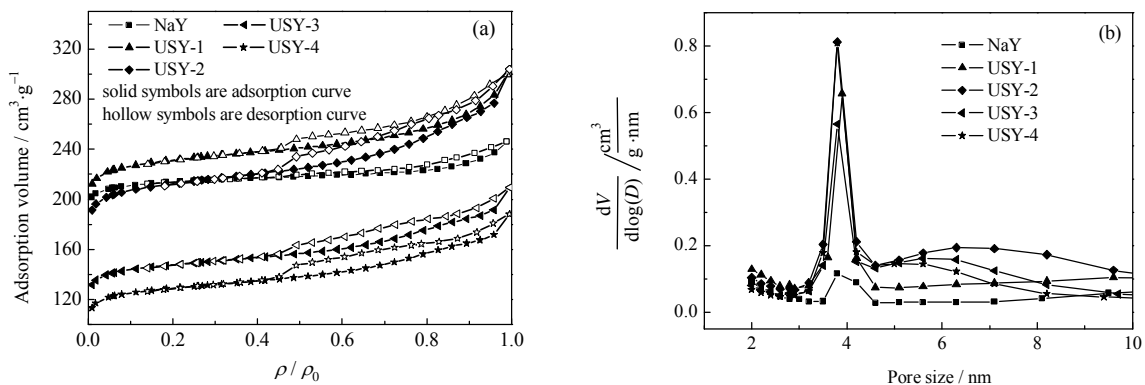 (a)
NaY
USY-1
USY-2
USY-3
USY-4
solid symbols are adsorption curve
hollow symbols are desorption curve
Adsorption volume / cm³·g⁻¹
320
280
240
200
160
120
0.0 0.2 0.4 0.6 0.8 1.0
ρ / ρ₀
(b)
NaY
USY-1
USY-2
USY-3
USY-4
dV/dlog(D) / cm³/g·nm
0.8
0.6
0.4
0.2
0.0
2 4 6 8 10
Pore size / nm